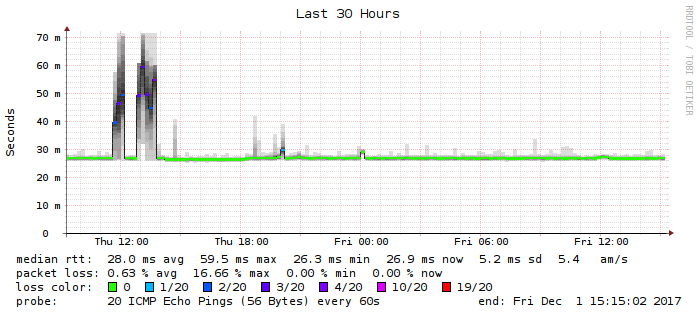 Last 30 Hours
RRDTOOL / TOBI OETIKER
Seconds
70 m
60 m
50 m
40 m
30 m
20 m
10 m
0
Thu 12:00 Thu 18:00 Fri 00:00 Fri 06:00 Fri 12:00
median rtt: 28.0 ms avg 59.5 ms max 26.3 ms min 26.9 ms now 5.2 ms sd 5.4 am/s
packet loss: 0.63 % avg 16.66 % max 0.00 % min 0.00 % now
loss color: 0 1/20 2/20 3/20 4/20 10/20 19/20
probe: 20 ICMP Echo Pings (56 Bytes) every 60s end: Fri Dec 1 15:15:02 2017